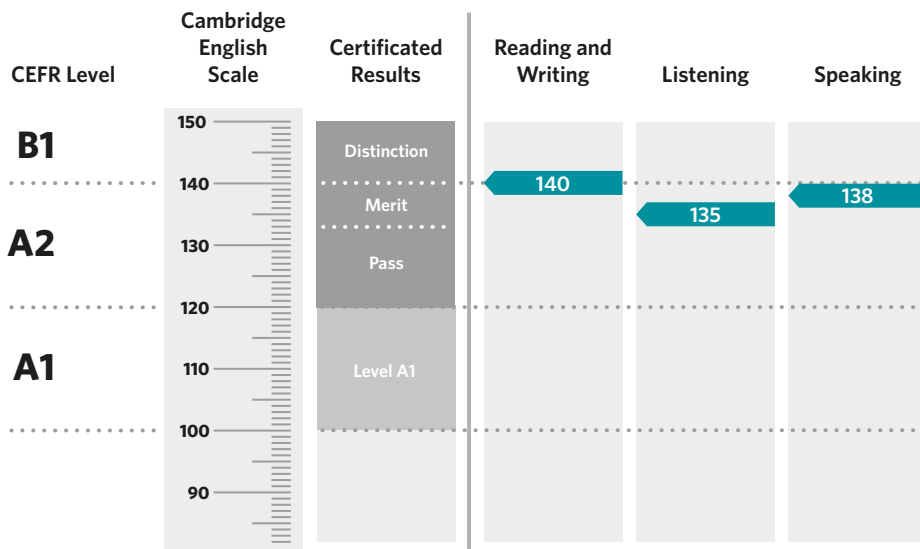 CEFR Level
Cambridge
English
Scale
Certificated
Results
Reading and
Writing
Listening
Speaking
B1
A2
A1
150
140
130
120
110
100
90
Distinction
Merit
Pass
Level A1
140
135
138